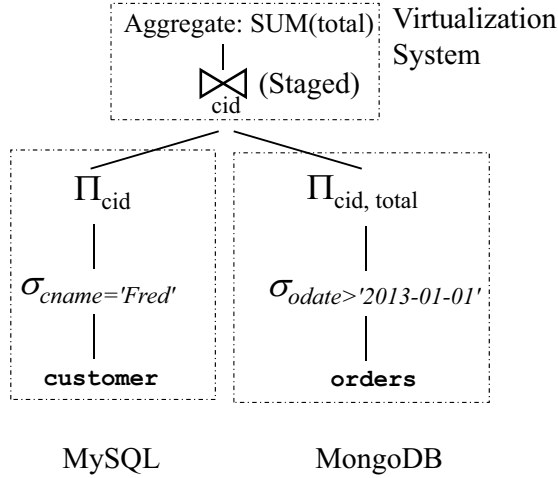 Aggregate: SUM(total)
Virtualization
System
⋈ (Staged)
cid
Π cid
Π cid, total
σ cname='Fred'
σ odate>'2013-01-01'
customer
orders
MySQL
MongoDB